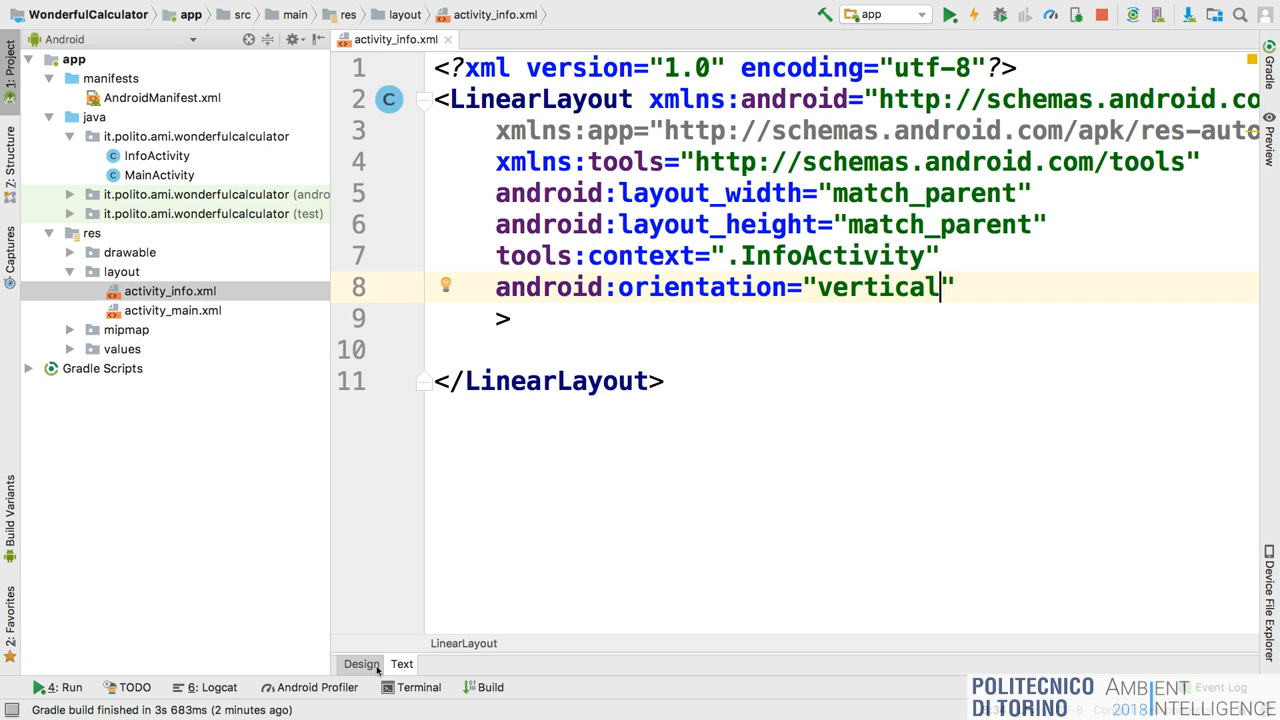 WonderfulCalculator app src main res layout activity_info.xml app
1: Project
Z: Structure
Captures
Build Variants
2: Favorites
Android
app
manifests
AndroidManifest.xml
java
it.polito.ami.wonderfulcalculator
InfoActivity
MainActivity
it.polito.ami.wonderfulcalculator (andro
it.polito.ami.wonderfulcalculator (test)
res
drawable
layout
activity_info.xml
activity_main.xml
mipmap
values
Gradle Scripts
activity_info.xml
1 <?xml version="1.0" encoding="utf-8"?>
2 C <LinearLayout xmlns:android="http://schemas.android.co
3 xmlns:app="http://schemas.android.com/apk/res-aut
4 xmlns:tools="http://schemas.android.com/tools"
5 android:layout_width="match_parent"
6 android:layout_height="match_parent"
7 tools:context=".InfoActivity"
8 android:orientation="vertical"
9 >
10
11 </LinearLayout>
LinearLayout
Design Text
Gradle
Preview
Device File Explorer
4: Run TODO 6: Logcat Android Profiler Terminal Build Event Log
Gradle build finished in 3s 683ms (2 minutes ago)
POLITECNICO
DI TORINO
AMBIENT
2018 INTELLIGENCE